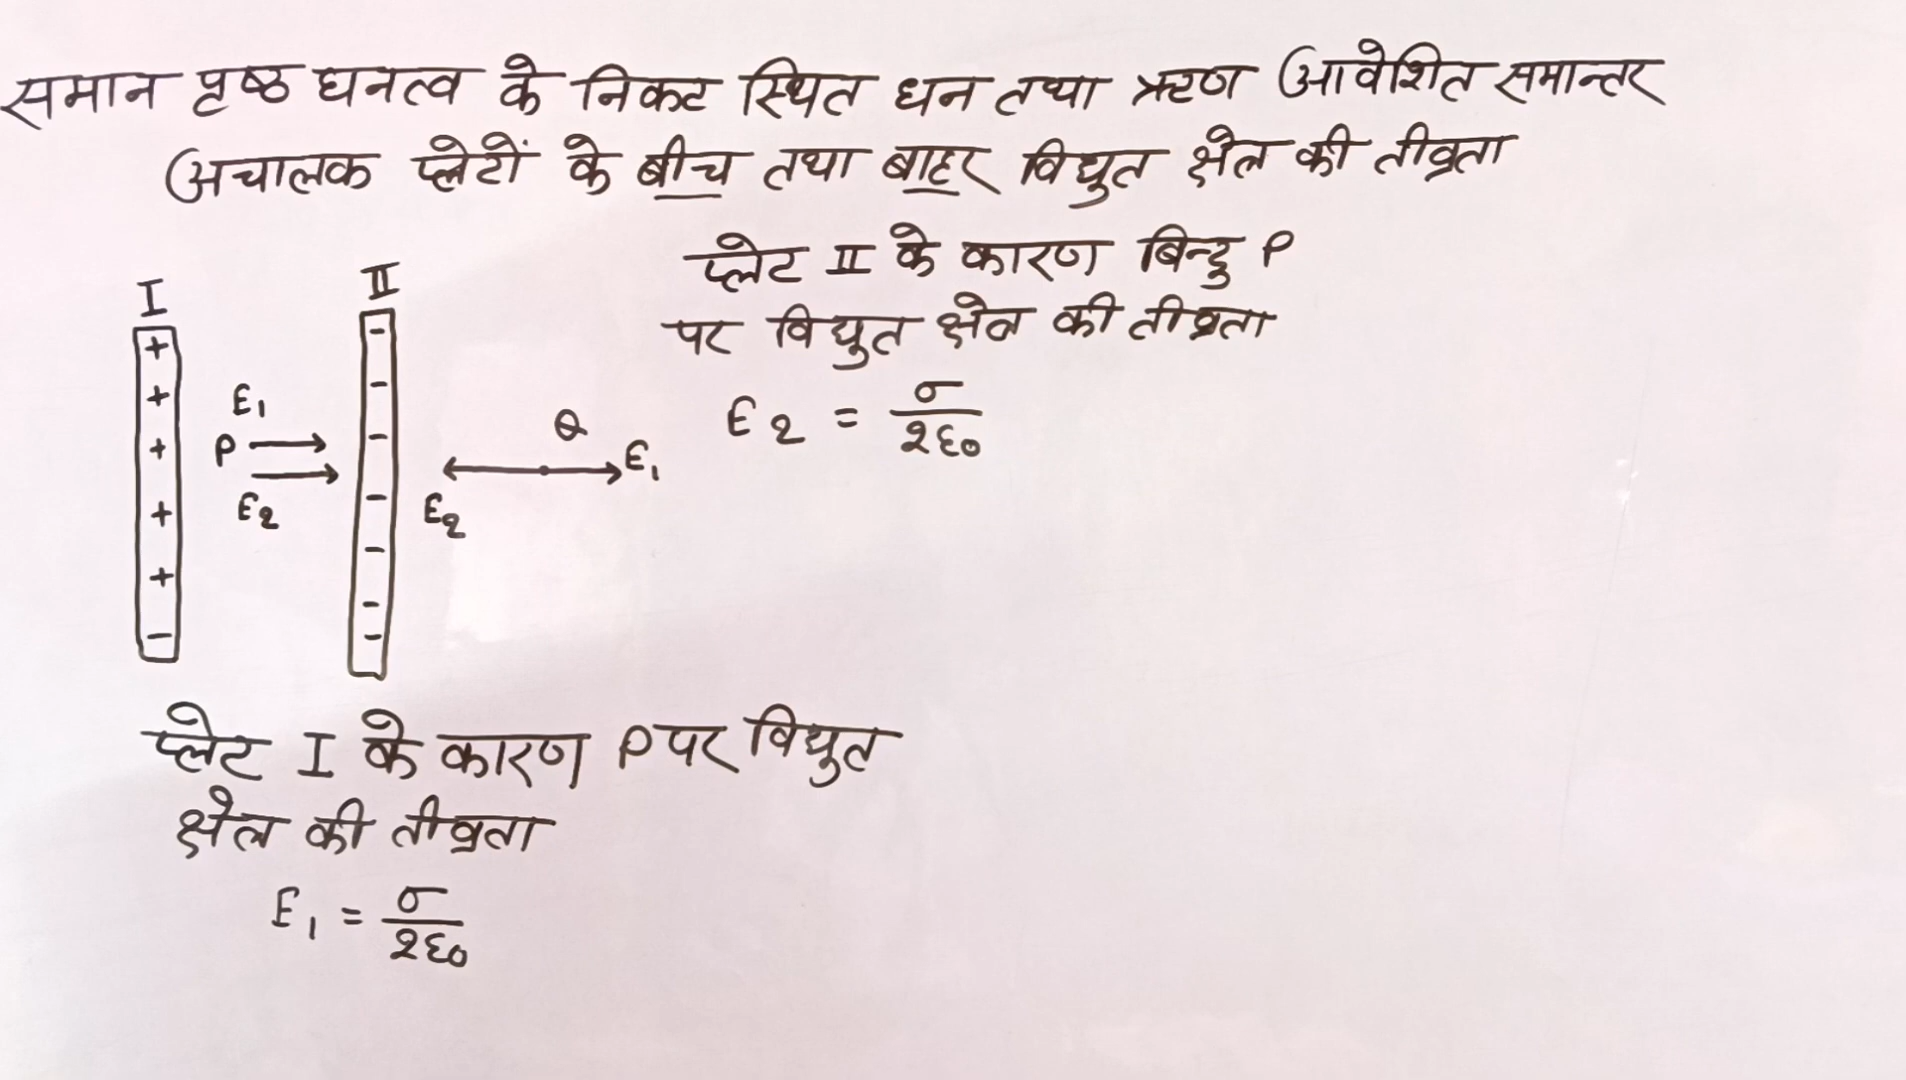 समान पृष्ठ घनत्व के निकट स्थित धन तथा ऋण आवेशित समान्तर
अचालक प्लेटों के बीच तथा बाहर विद्युत क्षेत्र की तीव्रता
प्लेट II के कारण बिन्दु P
पर विद्युत क्षेत्र की तीव्रता
E₂ = σ/2ε₀
I
II
+
+
+
+
+
-
-
-
-
-
-
-
-
E₁
P
E₂
Q
E₁
E₂
प्लेट I के कारण P पर विद्युत
क्षेत्र की तीव्रता
E₁ = σ/2ε₀